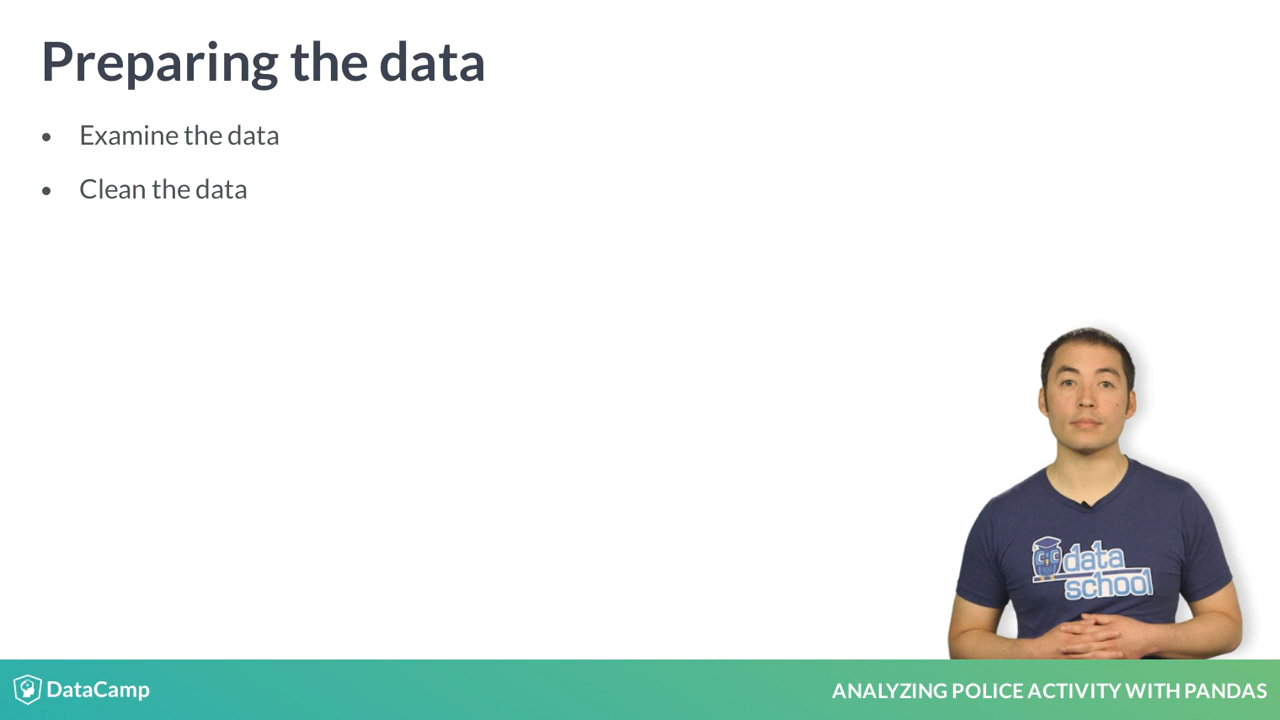 Preparing the data
• Examine the data
• Clean the data
data
school
DataCamp
ANALYZING POLICE ACTIVITY WITH PANDAS